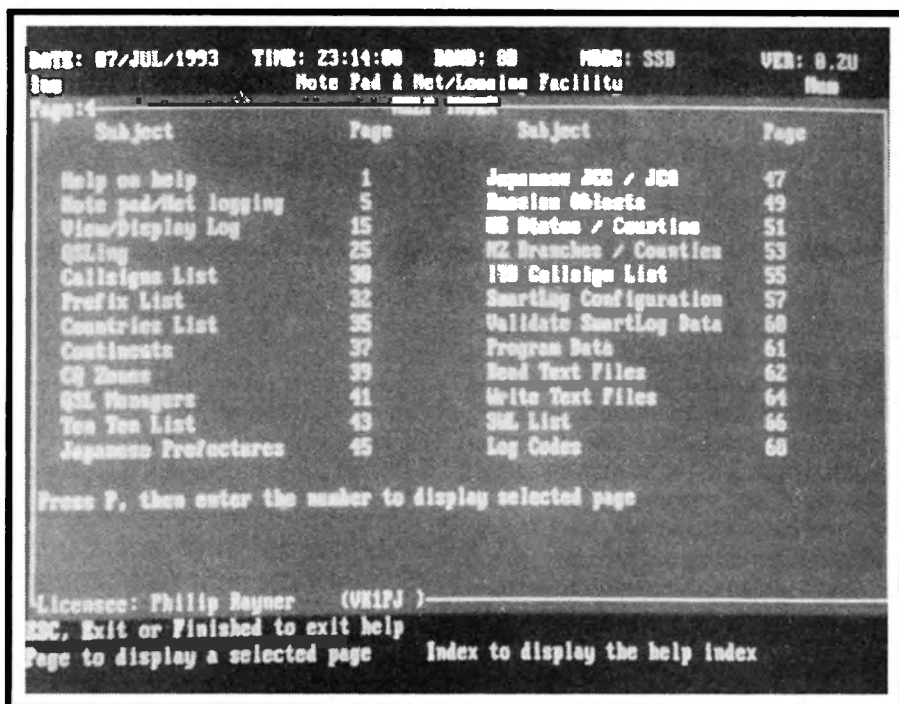 DATE: 07/JUL/1993 TIME: 23:14:00 BAND: 80 MODE: SSB VER: 8.2U
Note Pad & Net/Logging Facility Num
Page:4 MAIN INDEX
Subject Page Subject Page
Help on help 1 Japanese JCC / JCG 47
Note pad/Net logging 5 Russian Oblasts 49
View/Display Log 15 US States / Counties 51
QSLing 25 NZ Branches / Counties 53
Callsigns List 30 Callsign List 55
Prefix List 32 SmartLog Configuration 57
Countries List 35 Validate SmartLog Data 60
Continents 37 Program Data 61
CQ Zones 39 Read Text Files 62
QSL Managers 41 Write Text Files 64
Ten Ten List 43 SWL List 66
Japanese Prefectures 45 Log Codes 68
Press P, then enter the number to display selected page
Licensee: Philip Rayner (VK1PJ )
ESC, Exit or Finished to exit help
Page to display a selected page Index to display the help index